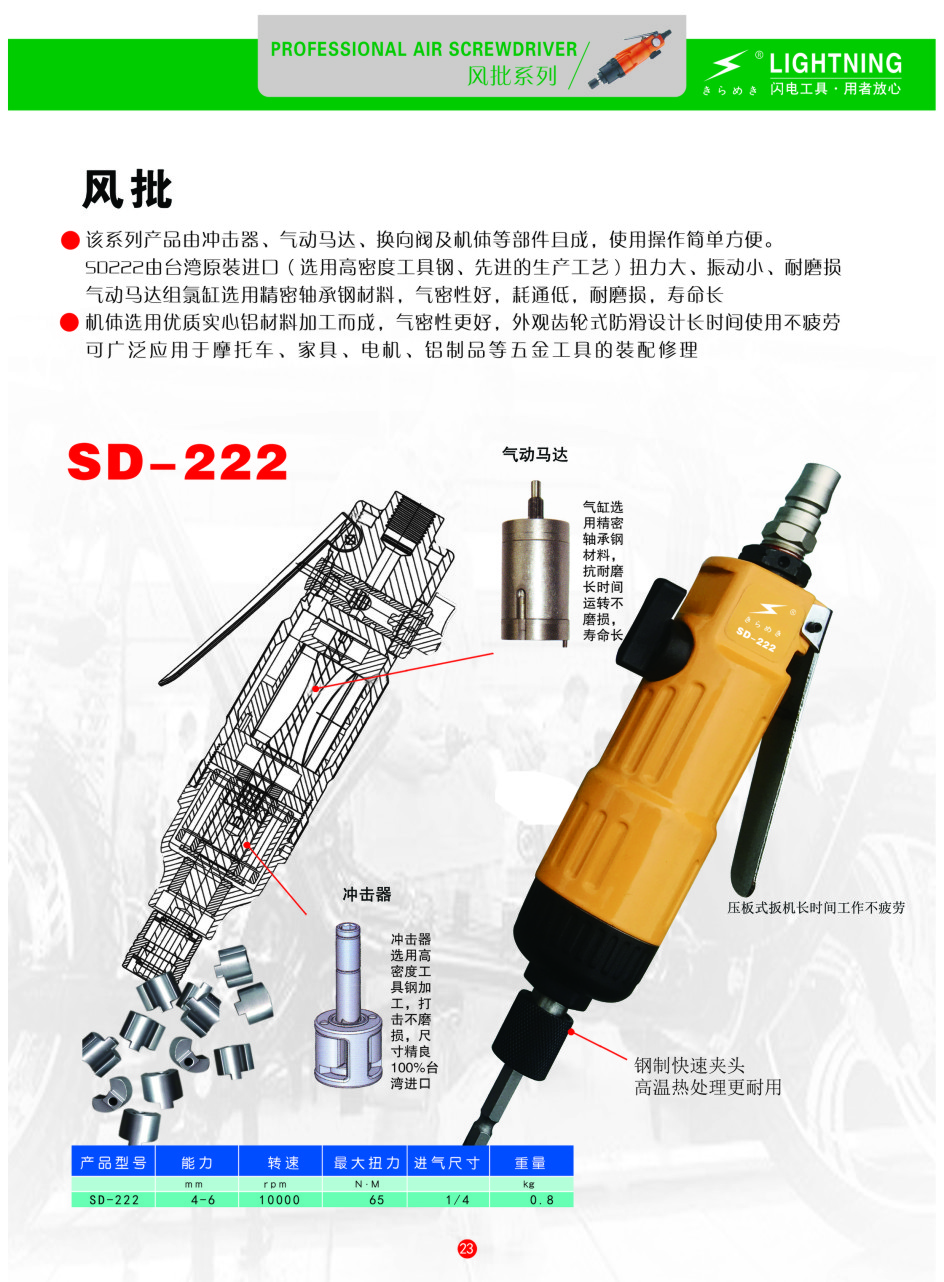 PROFESSIONAL AIR SCREWDRIVER
风批系列
® LIGHTNING
きらめき 闪电工具·用者放心
风批
该系列产品由冲击器、气动马达、换向阀及机体等部件且成，使用操作简单方便。
SD222由台湾原装进口（选用高密度工具钢、先进的生产工艺）扭力大、振动小、耐磨损
气动马达组氯缸选用精密轴承钢材料，气密性好，耗通低，耐磨损，寿命长
机体选用优质实心铝材料加工而成，气密性更好，外观齿轮式防滑设计长时间使用不疲劳
可广泛应用于摩托车、家具、电机、铝制品等五金工具的装配修理
SD-222
气动马达
气缸选
用精密
轴承钢
材料，
抗耐磨
长时间
运转不
磨损，
寿命长
®
きらめき
SD-222
压板式扳机长时间工作不疲劳
冲击器
冲击器
选用高
密度工
具钢加
工，打
击不磨
损，尺
寸精良
100%台
湾进口
钢制快速夹头
高温热处理更耐用
产品型号 能力 转速 最大扭力 进气尺寸 重量
mm rpm N·M kg
SD-222 4-6 10000 65 1/4 0.8
23